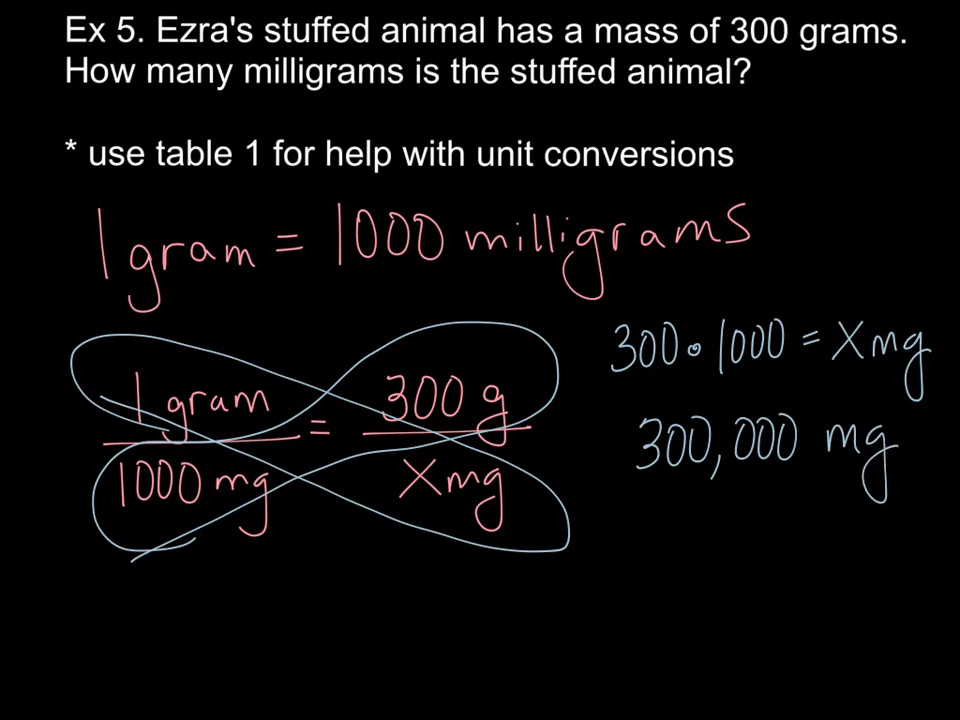 Ex 5. Ezra's stuffed animal has a mass of 300 grams.
How many milligrams is the stuffed animal?
* use table 1 for help with unit conversions
1 gram = 1000 milligrams
1 gram / 1000 mg = 300 g / X mg
300 • 1000 = X mg
300,000 mg